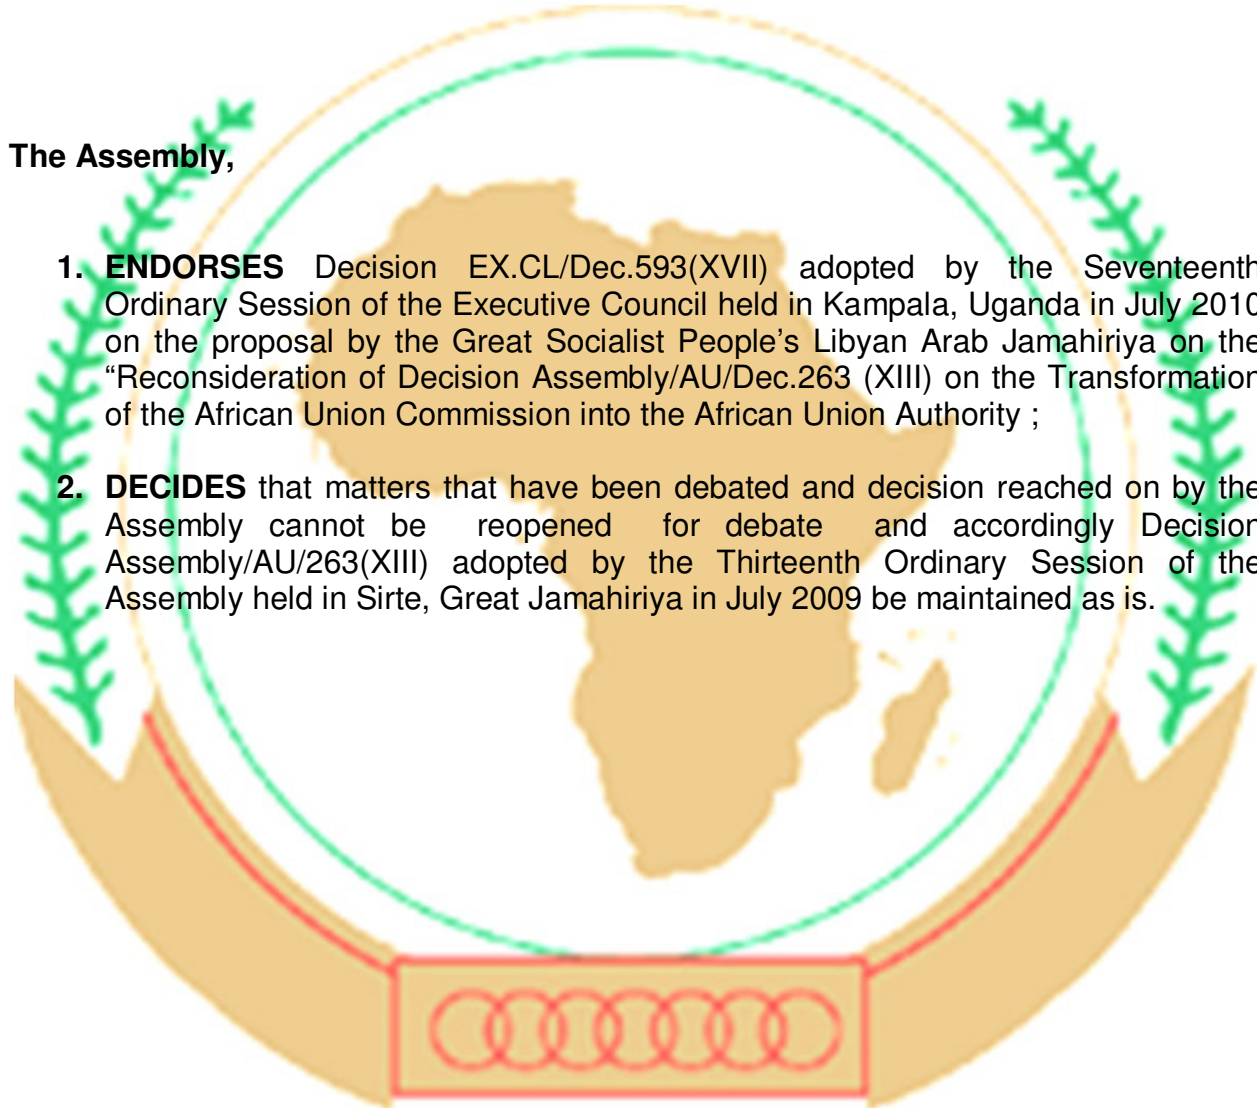 The Assembly,
1. ENDORSES Decision EX.CL/Dec.593(XVII) adopted by the Seventeenth
Ordinary Session of the Executive Council held in Kampala, Uganda in July 2010
on the proposal by the Great Socialist People’s Libyan Arab Jamahiriya on the
“Reconsideration of Decision Assembly/AU/Dec.263 (XIII) on the Transformation
of the African Union Commission into the African Union Authority ;
2. DECIDES that matters that have been debated and decision reached on by the
Assembly cannot be reopened for debate and accordingly Decision
Assembly/AU/263(XIII) adopted by the Thirteenth Ordinary Session of the
Assembly held in Sirte, Great Jamahiriya in July 2009 be maintained as is.